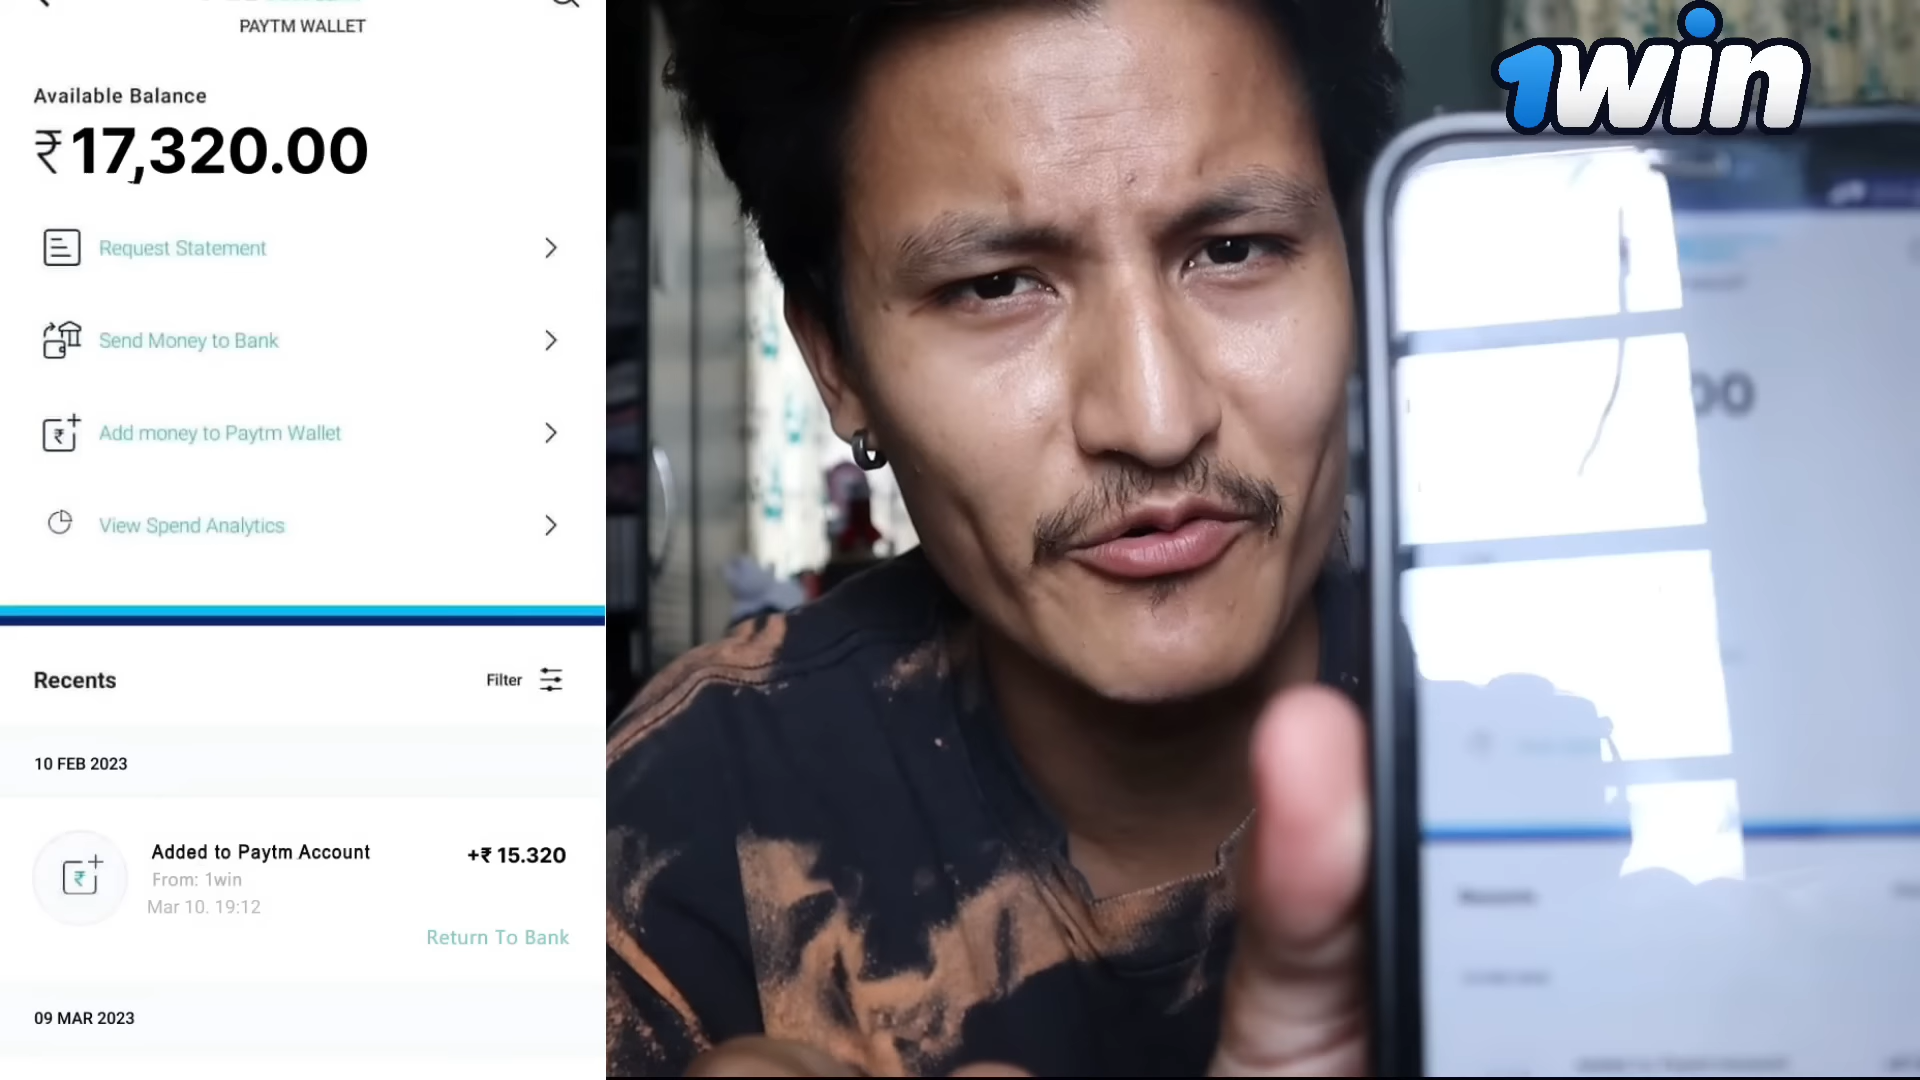 PAYTM WALLET
Available Balance
₹17,320.00
Request Statement
Send Money to Bank
Add money to Paytm Wallet
View Spend Analytics
Recents
Filter
10 FEB 2023
Added to Paytm Account
+₹ 15.320
From: 1win
Mar 10. 19:12
Return To Bank
09 MAR 2023
1win
00